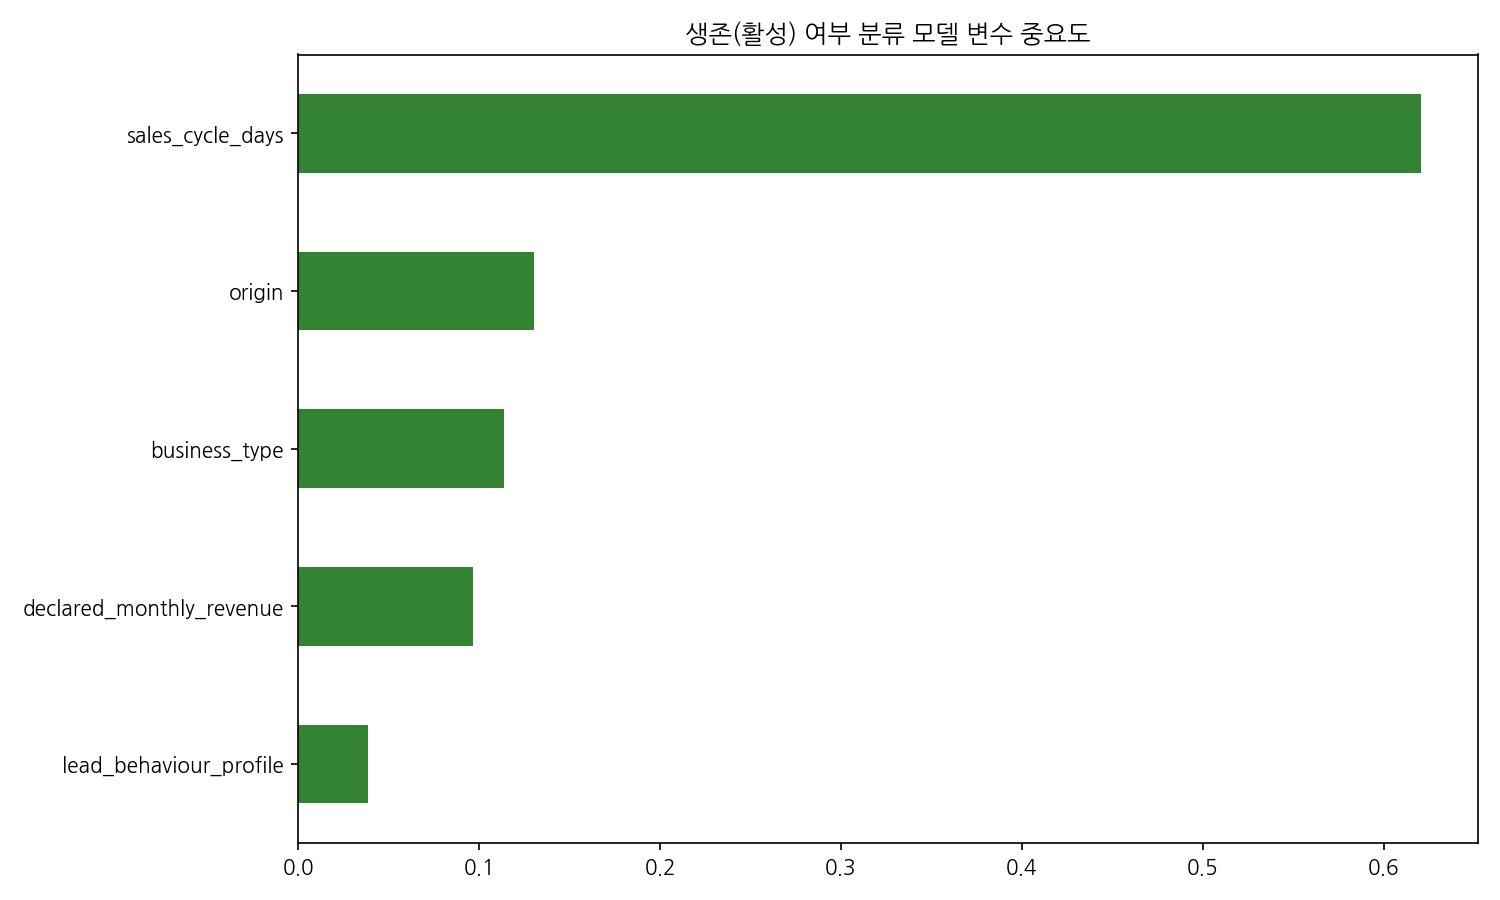 생존(활성) 여부 분류 모델 변수 중요도
sales_cycle_days
origin
business_type
declared_monthly_revenue
lead_behaviour_profile
0.0 0.1 0.2 0.3 0.4 0.5 0.6